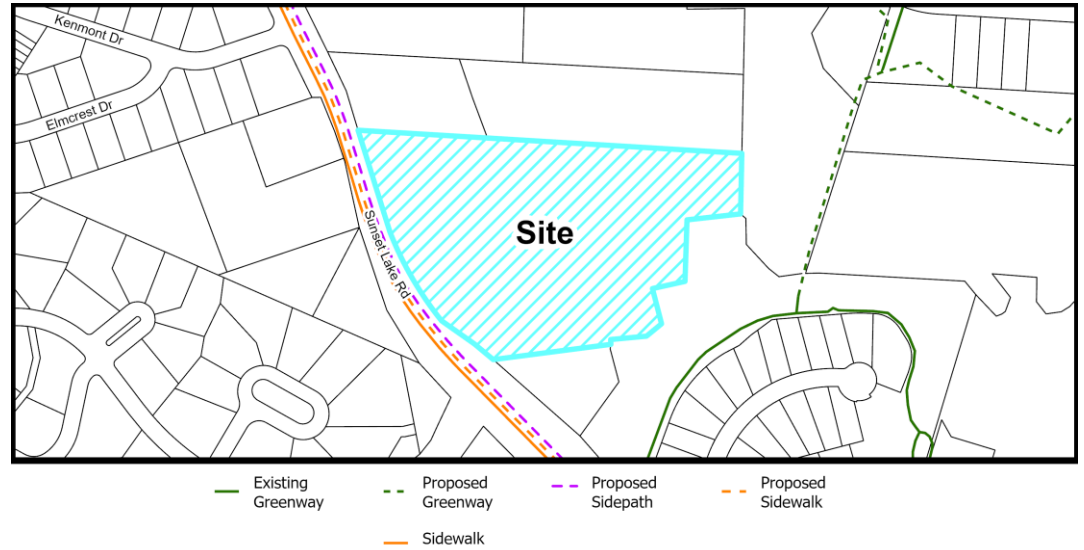 Kenmont Dr
Elmcrest Dr
Sunset Lake Rd
Site
Existing
Greenway
Proposed
Greenway
Proposed
Sidepath
Proposed
Sidewalk
Sidewalk